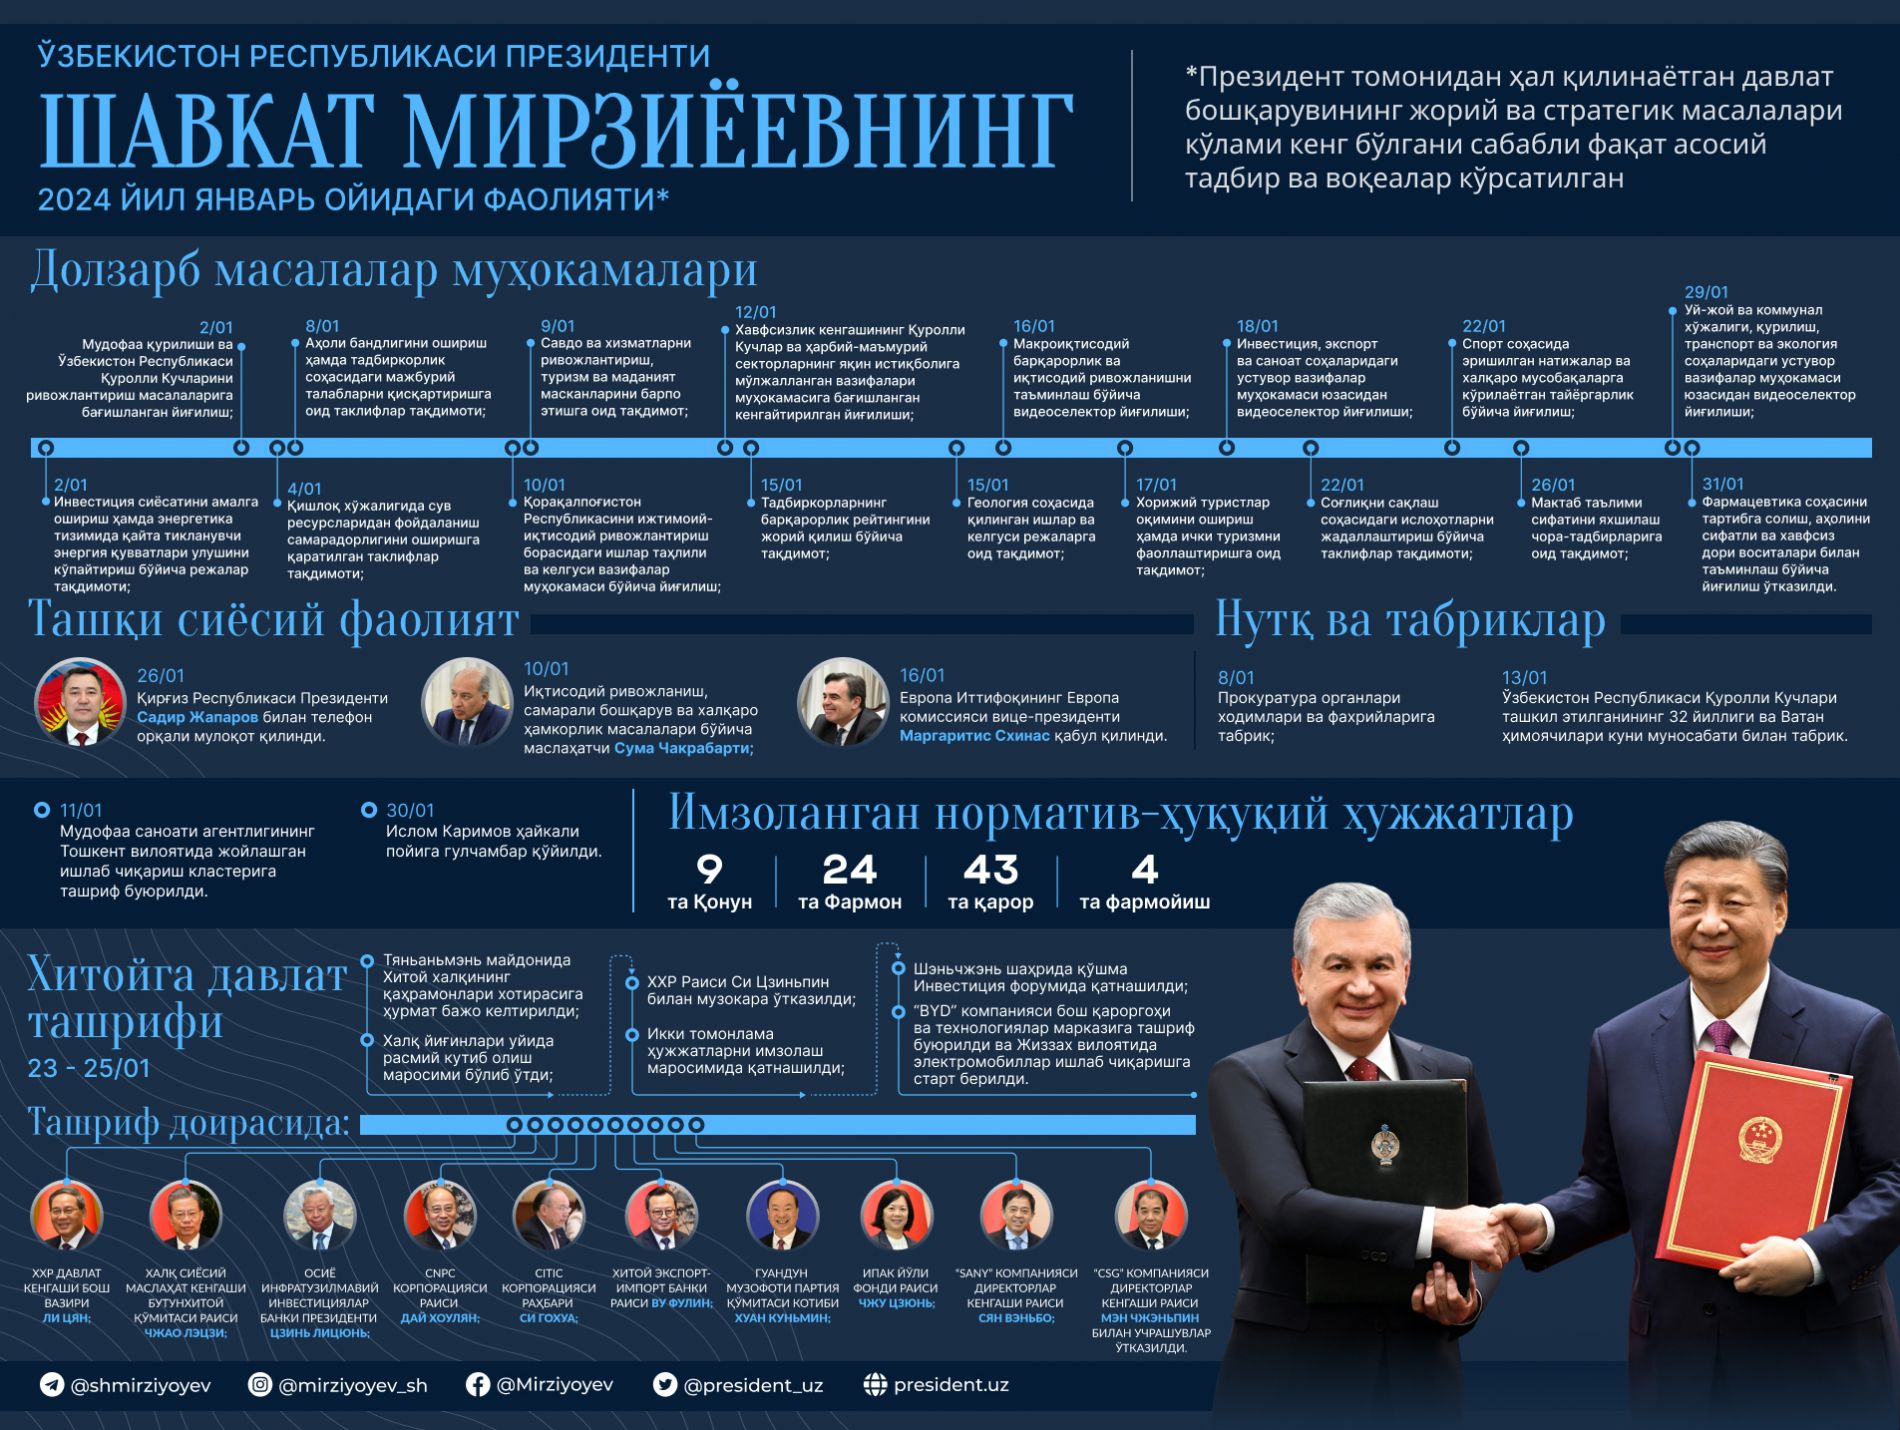 ЎЗБЕКИСТОН РЕСПУБЛИКАСИ ПРЕЗИДЕНТИ
ШАВКАТ МИРЗИЁЕВНИНГ
2024 ЙИЛ ЯНВАРЬ ОЙИДАГИ ФАОЛИЯТИ*
*Президент томонидан ҳал қилинаётган давлат
бошқарувининг жорий ва стратегик масалалари
кўлами кенг бўлгани сабабли фақат асосий
тадбир ва воқеалар кўрсатилган
Долзарб масалалар муҳокамалари
2/01
Мудофаа қурилиши ва
Ўзбекистон Республикаси
Қуролли Кучларини
ривожлантириш масалаларига
бағишланган йиғилиш;
8/01
Аҳоли бандлигини ошириш
ҳамда тадбиркорлик
соҳасидаги мажбурий
талабларни қисқартиришга
оид таклифлар тақдимоти;
9/01
Савдо ва хизматларни
ривожлантириш,
туризм ва маданият
масканларини барпо
этишга оид тақдимот;
12/01
Хавфсизлик кенгашининг Қуролли
Кучлар ва ҳарбий-маъмурий
секторларнинг яқин истиқболига
мўлжалланган вазифалари
муҳокамасига бағишланган
кенгайтирилган йиғилиши;
16/01
Макроиқтисодий
барқарорлик ва
иқтисодий ривожланишни
таъминлаш бўйича
видеоселектор йиғилиши;
18/01
Инвестиция, экспорт
ва саноат соҳаларидаги
устувор вазифалар
муҳокамаси юзасидан
видеоселектор йиғилиши;
22/01
Спорт соҳасида
эришилган натижалар ва
халқаро мусобақаларга
кўрилаётган тайёргарлик
бўйича йиғилиш;
29/01
Уй-жой ва коммунал
хўжалиги, қурилиш,
транспорт ва экология
соҳаларидаги устувор
вазифалар муҳокамаси
юзасидан видеоселектор
йиғилиши;
2/01
Инвестиция сиёсатини амалга
ошириш ҳамда энергетика
тизимида қайта тикланувчи
энергия қувватлари улушини
кўпайтириш бўйича режалар
тақдимоти;
4/01
Қишлоқ хўжалигида сув
ресурсларидан фойдаланиш
самарадорлигини оширишга
қаратилган таклифлар
тақдимоти;
10/01
Қорақалпоғистон
Республикасини ижтимоий-
иқтисодий ривожлантириш
борасидаги ишлар таҳлили
ва келгуси вазифалар
муҳокамаси бўйича йиғилиш;
15/01
Тадбиркорларнинг
барқарорлик рейтингини
жорий қилиш бўйича
тақдимот;
15/01
Геология соҳасида
қилинган ишлар ва
келгуси режаларга
оид тақдимот;
17/01
Хорижий туристлар
оқимини ошириш
ҳамда ички туризмни
фаоллаштиришга оид
тақдимот;
22/01
Соғлиқни сақлаш
соҳасидаги ислоҳотларни
жадаллаштириш бўйича
таклифлар тақдимоти;
26/01
Мактаб таълими
сифатини яхшилаш
чора-тадбирларига
оид тақдимот;
31/01
Фармацевтика соҳасини
тартибга солиш, аҳолини
сифатли ва хавфсиз
дори воситалари билан
таъминлаш бўйича
йиғилиш ўтказилди.
Ташқи сиёсий фаолият
26/01
Қирғиз Республикаси Президенти
Садир Жапаров билан телефон
орқали мулоқот қилинди.
10/01
Иқтисодий ривожланиш,
самарали бошқарув ва халқаро
ҳамкорлик масалалари бўйича
маслаҳатчи Сума Чакрабарти;
16/01
Европа Иттифоқининг Европа
комиссияси вице-президенти
Маргаритис Схинас қабул қилинди.
Нутқ ва табриклар
8/01
Прокуратура органлари
ходимлари ва фахрийларига
табрик;
13/01
Ўзбекистон Республикаси Қуролли Кучлари
ташкил этилганининг 32 йиллиги ва Ватан
ҳимоячилари куни муносабати билан табрик.
11/01
Мудофаа саноати агентлигининг
Тошкент вилоятида жойлашган
ишлаб чиқариш кластерига
ташриф буюрилди.
30/01
Ислом Каримов ҳайкали
пойига гулчамбар қўйилди.
Имзоланган норматив-ҳуқуқий ҳужжатлар
9
та Қонун
24
та Фармон
43
та қарор
4
та фармойиш
Хитойга давлат
ташрифи
23 - 25/01
Тяньаньмэнь майдонида
Хитой халқининг
қаҳрамонлари хотирасига
ҳурмат бажо келтирилди;
Халқ йиғинлари уйида
расмий кутиб олиш
маросими бўлиб ўтди;
ХХР Раиси Си Цзиньпин
билан музокара ўтказилди;
Икки томонлама
ҳужжатларни имзолаш
маросимида қатнашилди;
Шэньчжэнь шаҳрида қўшма
Инвестиция форумида қатнашилди;
“BYD” компанияси бош қароргоҳи
ва технологиялар марказига ташриф
буюрилди ва Жиззах вилоятида
электромобиллар ишлаб чиқаришга
старт берилди.
Ташриф доирасида:
ХХР ДАВЛАТ
КЕНГАШИ БОШ
ВАЗИРИ
ЛИ ЦЯН;
ХАЛҚ СИЁСИЙ
МАСЛАҲАТ КЕНГАШИ
БУТУНХИТОЙ
ҚЎМИТАСИ РАИСИ
ЧЖАО ЛЭЦЗИ;
ОСИЁ
ИНФРАТУЗИЛМАВИЙ
ИНВЕСТИЦИЯЛАР
БАНКИ ПРЕЗИДЕНТИ
ЦЗИНЬ ЛИЦЮНЬ;
CNPC
КОРПОРАЦИЯСИ
РАИСИ
ДАЙ ХОУЛЯН;
CITIC
КОРПОРАЦИЯСИ
РАҲБАРИ
СИ ГОХУА;
ХИТОЙ ЭКСПОРТ-
ИМПОРТ БАНКИ
РАИСИ ВУ ФУЛИН;
ГУАНДУН
МУЗОФОТИ ПАРТИЯ
ҚЎМИТАСИ КОТИБИ
ХУАН КУНЬМИН;
ИПАК ЙЎЛИ
ФОНДИ РАИСИ
ЧЖУ ЦЗЮНЬ;
“SANY” КОМПАНИЯСИ
ДИРЕКТОРЛАР
КЕНГАШИ РАИСИ
СЯН ВЭНЬБО;
“CSG” КОМПАНИЯСИ
ДИРЕКТОРЛАР
КЕНГАШИ РАИСИ
МЭН ЧЖЭНЬПИН
БИЛАН УЧРАШУВЛАР
ЎТКАЗИЛДИ.
@shmirziyoyev
@mirziyoyev_sh
@Mirziyoyev
@president_uz
president.uz